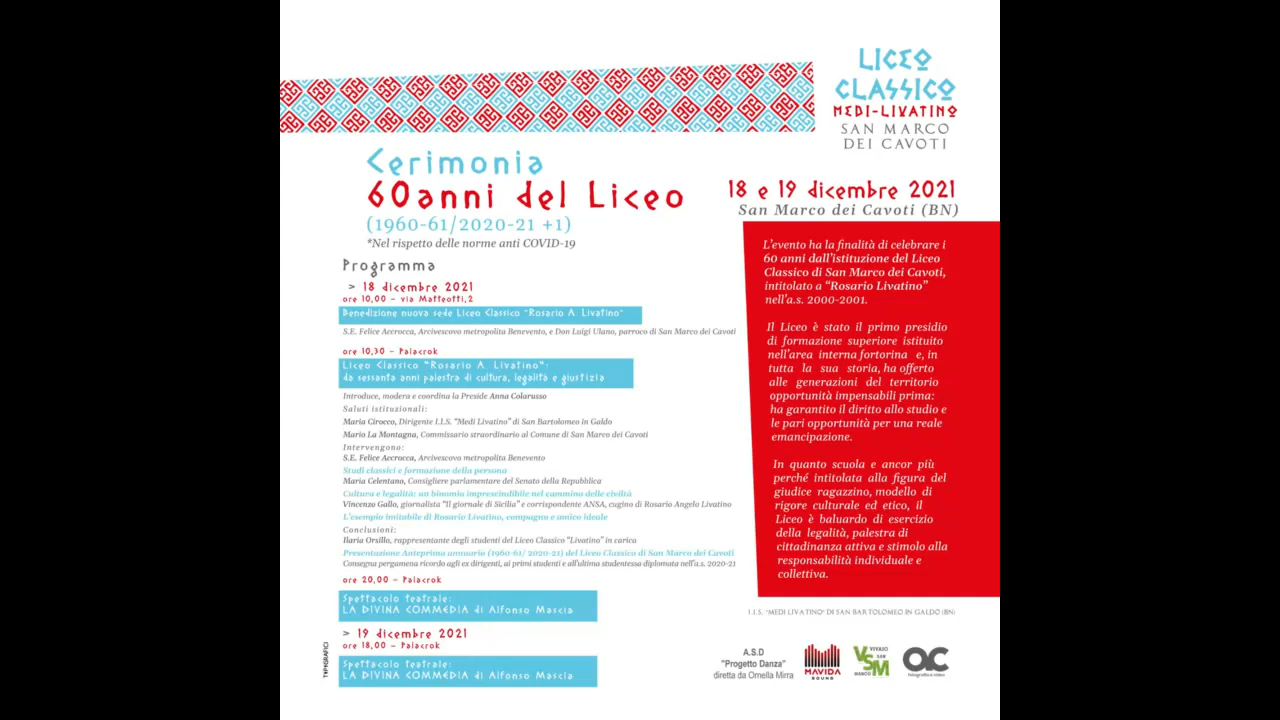 LICEO
CLASSICO
MEDI-LIVATINO
SAN MARCO
DEI CAVOTI
Cerimonia
60anni del Liceo
(1960-61/2020-21 +1)
*Nel rispetto delle norme anti COVID-19
18 e 19 dicembre 2021
San Marco dei Cavoti (BN)
Programma
> 18 dicembre 2021
ore 10,00 - via Matteotti,2
Benedizione nuova sede Liceo Classico "Rosario A. Livatino"
S.E. Felice Accrocca, Arcivescovo metropolita Benevento, e Don Luigi Ulano, parroco di San Marco dei Cavoti
ore 10,30 - Palacrok
Liceo Classico "Rosario A. Livatino":
da sessanta anni palestra di cultura, legalità e giustizia
Introduce, modera e coordina la Preside Anna Colarusso
Saluti istituzionali:
Maria Cirocco, Dirigente I.I.S. "Medi Livatino" di San Bartolomeo in Galdo
Mario La Montagna, Commissario straordinario al Comune di San Marco dei Cavoti
Intervengono:
S.E. Felice Accrocca, Arcivescovo metropolita Benevento
Studi classici e formazione della persona
Maria Celentano, Consigliere parlamentare del Senato della Repubblica
Cultura e legalità: un binomio imprescindibile nel cammino delle civiltà
Vincenzo Gallo, giornalista "Il giornale di Sicilia" e corrispondente ANSA, cugino di Rosario Angelo Livatino
L'esempio imitabile di Rosario Livatino, compagno e amico ideale
Conclusioni:
Ilaria Orsillo, rappresentante degli studenti del Liceo Classico "Livatino" in carica
Presentazione Anteprima annuario (1960-61/ 2020-21) del Liceo Classico di San Marco dei Cavoti
Consegna pergamena ricordo agli ex dirigenti, ai primi studenti e all'ultima studentessa diplomata nell'a.s. 2020-21
ore 20,00 - Palacrok
Spettacolo teatrale:
LA DIVINA COMMEDIA di Alfonso Mascia
> 19 dicembre 2021
ore 18,00 - Palacrok
Spettacolo teatrale:
LA DIVINA COMMEDIA di Alfonso Mascia
TYPOGRAFICI
L'evento ha la finalità di celebrare i
60 anni dall'istituzione del Liceo
Classico di San Marco dei Cavoti,
intitolato a "Rosario Livatino"
nell'a.s. 2000-2001.
Il Liceo è stato il primo presidio
di formazione superiore istituito
nell'area interna fortorina e, in
tutta la sua storia, ha offerto
alle generazioni del territorio
opportunità impensabili prima:
ha garantito il diritto allo studio e
le pari opportunità per una reale
emancipazione.
In quanto scuola e ancor più
perché intitolata alla figura del
giudice ragazzino, modello di
rigore culturale ed etico, il
Liceo è baluardo di esercizio
della legalità, palestra di
cittadinanza attiva e stimolo alla
responsabilità individuale e
collettiva.
I.I.S. "MEDI LIVATINO" DI SAN BARTOLOMEO IN GALDO (BN)
A.S.D
"Progetto Danza"
diretta da Ornella Mirra
MAVIDA
SOUND
VIVAIO
SAN
VSM
MARCO
AC
fotografia e video